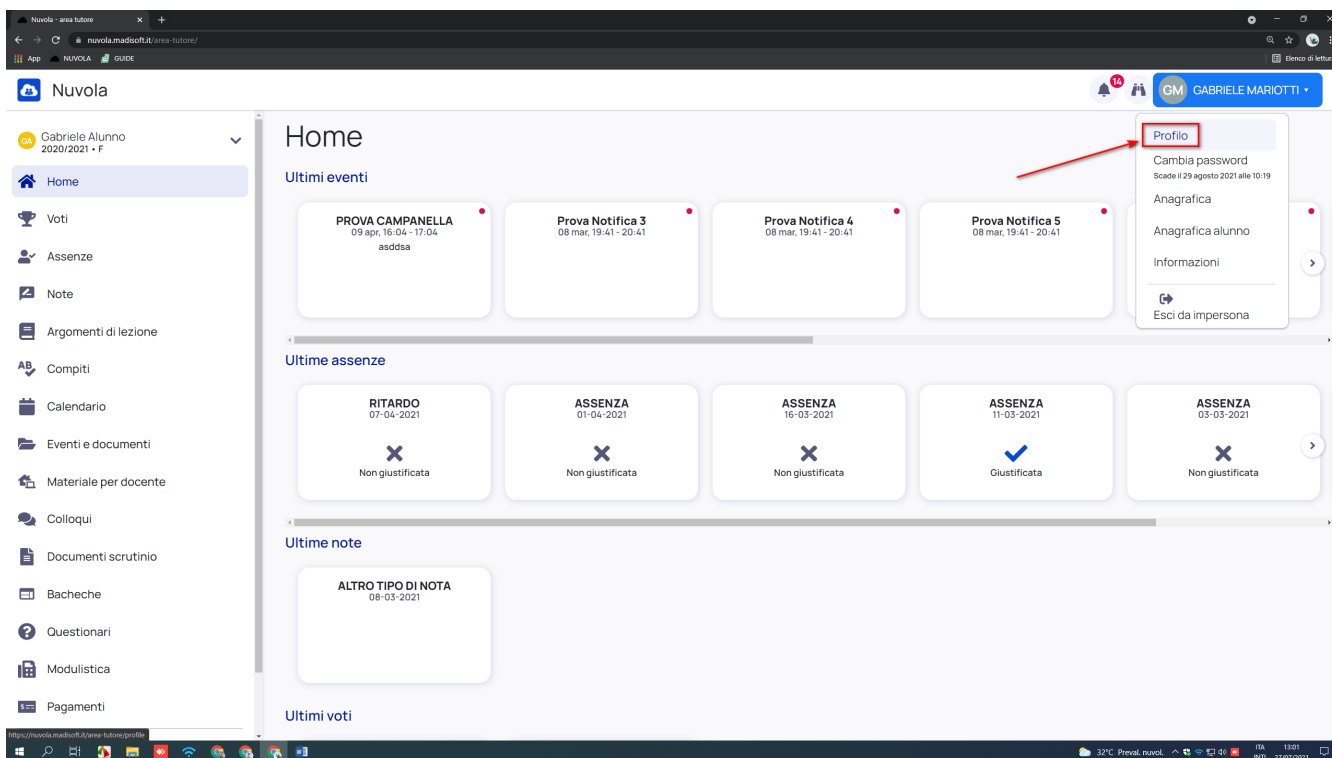 Nuvola - area tutore
nuvola.madisoft.it/area-tutore/
App NUVOLA GUIDE Elenco di lettur
Nuvola
14
GM GABRIELE MARIOTTI
GA Gabriele Alunno
2020/2021 • F
Home
Voti
Assenze
Note
Argomenti di lezione
Compiti
Calendario
Eventi e documenti
Materiale per docente
Colloqui
Documenti scrutinio
Bacheche
Questionari
Modulistica
Pagamenti
Home
Ultimi eventi
PROVA CAMPANELLA
09 apr, 16:04 - 17:04
asddsa
Prova Notifica 3
08 mar, 19:41 - 20:41
Prova Notifica 4
08 mar, 19:41 - 20:41
Prova Notifica 5
08 mar, 19:41 - 20:41
Profilo
Cambia password
Scade il 29 agosto 2021 alle 10:19
Anagrafica
Anagrafica alunno
Informazioni
Esci da impersona
Ultime assenze
RITARDO
07-04-2021
Non giustificata
ASSENZA
01-04-2021
Non giustificata
ASSENZA
16-03-2021
Non giustificata
ASSENZA
11-03-2021
Giustificata
ASSENZA
03-03-2021
Non giustificata
Ultime note
ALTRO TIPO DI NOTA
08-03-2021
Ultimi voti
https://nuvola.madisoft.it/area-tutore/profile
32°C Preval. nuvol.
ITA 13:01
INTL 27/07/2021